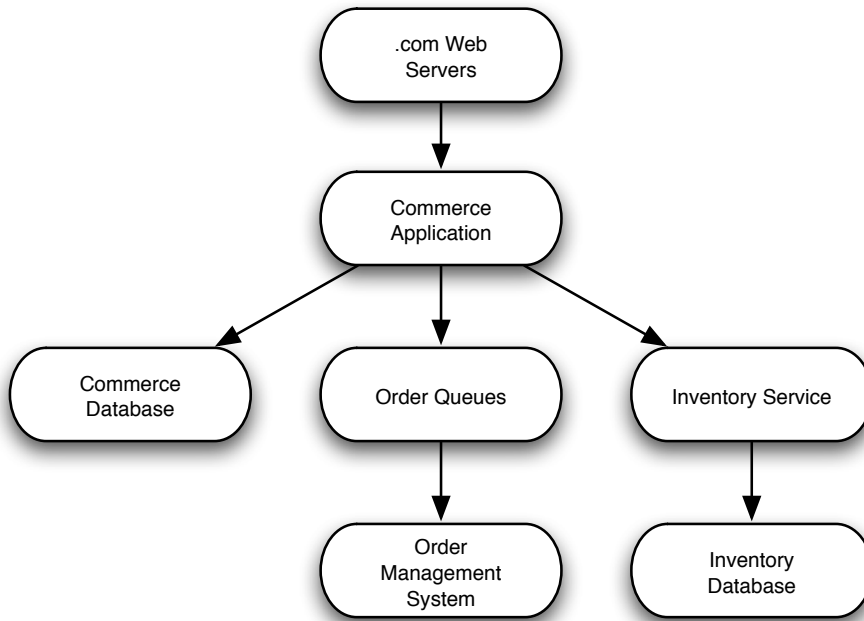 .com Web
Servers
Commerce
Application
Commerce
Database
Order Queues
Inventory Service
Order
Management
System
Inventory
Database